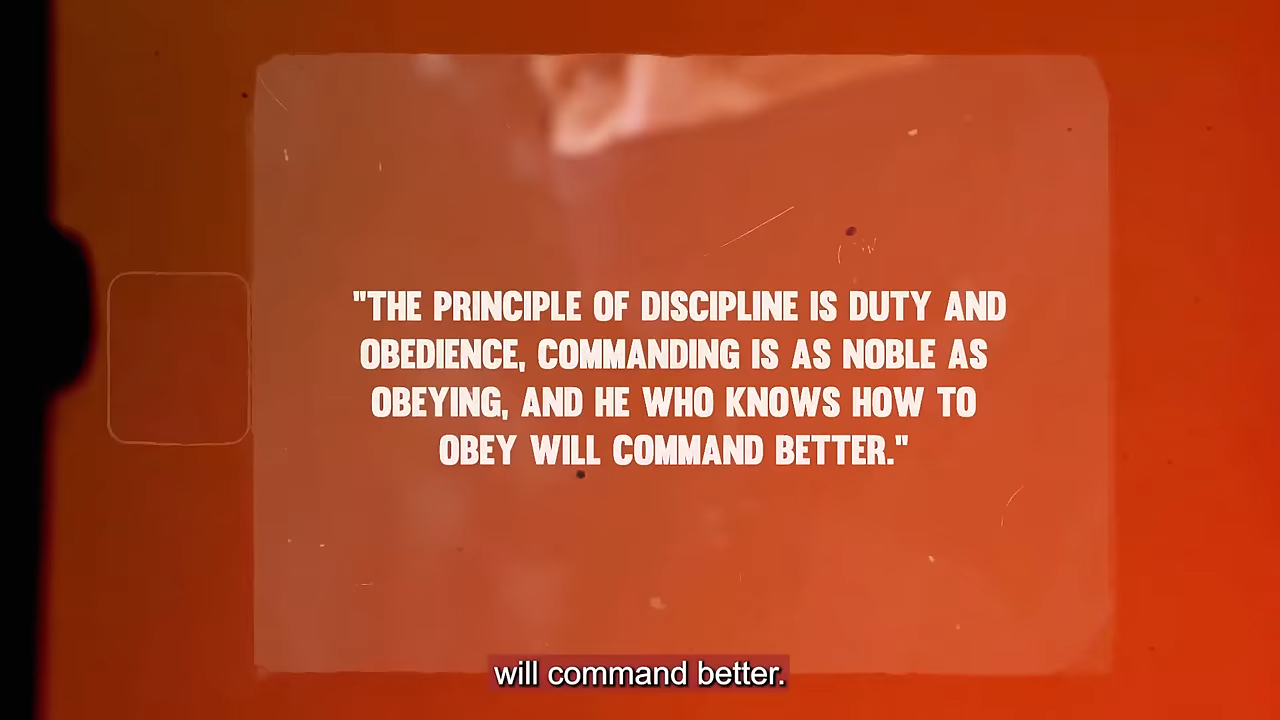 "THE PRINCIPLE OF DISCIPLINE IS DUTY AND
OBEDIENCE, COMMANDING IS AS NOBLE AS
OBEYING, AND HE WHO KNOWS HOW TO
OBEY WILL COMMAND BETTER."
will command better.